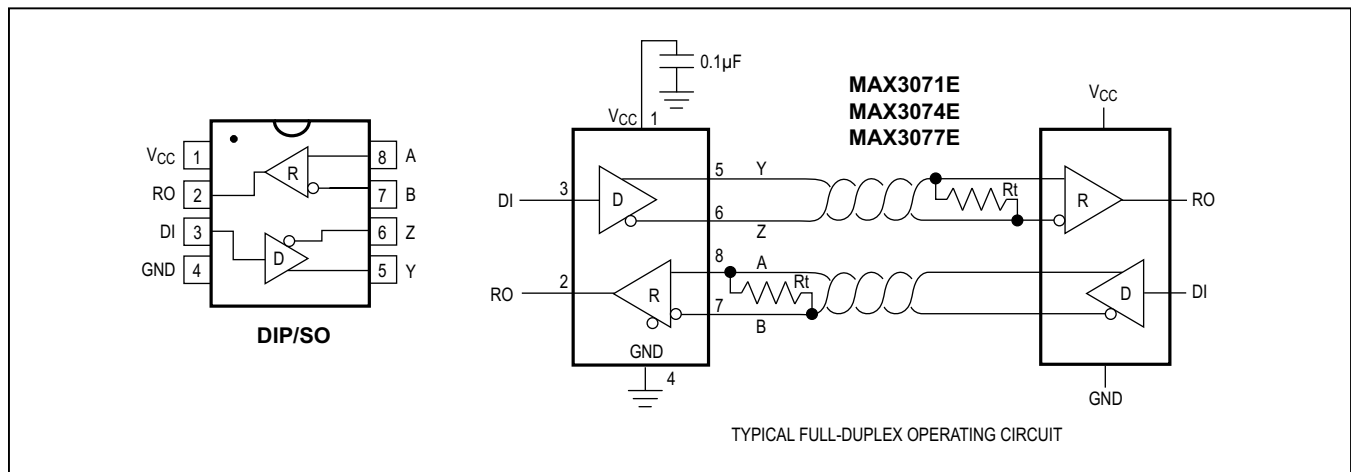 0.1µF
MAX3071E
MAX3074E
MAX3077E
VCC 1
VCC
VCC 1
8 A
R
RO 2
7 B
DI 3
6 Z
D
GND 4
5 Y
DIP/SO
DI 3
D
5 Y
6 Z
Rt
R
RO
RO 2
R
8 A
7 B
Rt
D
DI
GND
4
GND
TYPICAL FULL-DUPLEX OPERATING CIRCUIT